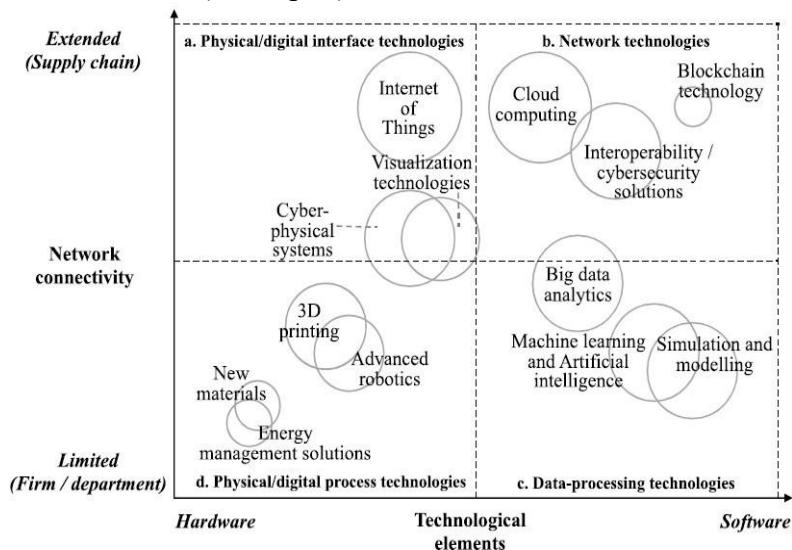 Extended
(Supply chain)
a. Physical/digital interface technologies
b. Network technologies
Internet
of
Things
Cloud
computing
Blockchain
technology
Interoperability /
cybersecurity
solutions
Visualization
technologies
Cyber-
physical
systems
Network
connectivity
Big data
analytics
3D
printing
Advanced
robotics
Machine learning
and Artificial
intelligence
Simulation and
modelling
New
materials
Energy
management solutions
Limited
(Firm / department)
d. Physical/digital process technologies
c. Data-processing technologies
Hardware
Technological
elements
Software